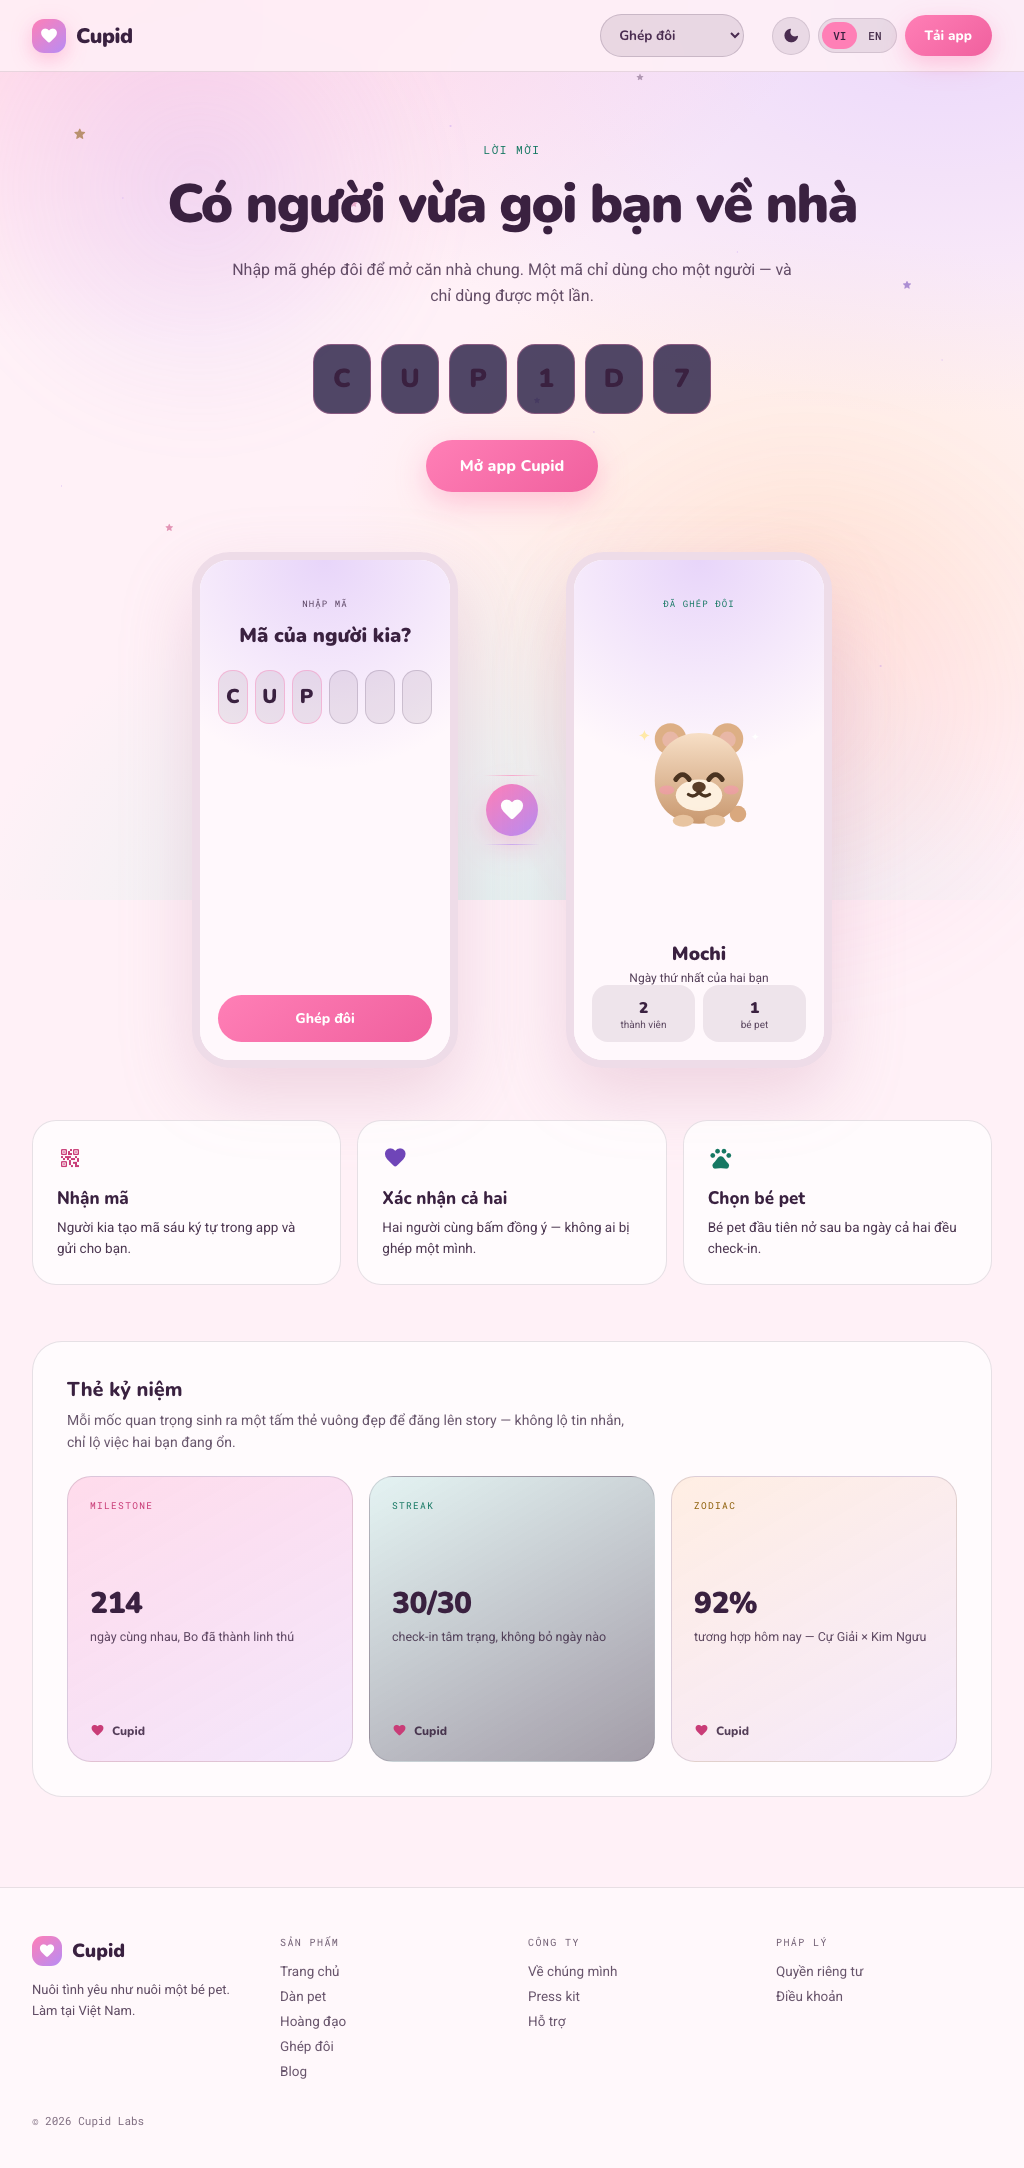 Cupid
Ghép đôi
VI EN
Tải app
LỜI MỜI
Có người vừa gọi bạn về nhà
Nhập mã ghép đôi để mở căn nhà chung. Một mã chỉ dùng cho một người — và
chỉ dùng được một lần.
C U P 1 D 7
Mở app Cupid
NHẬP MÃ
Mã của người kia?
C U P
Ghép đôi
ĐÃ GHÉP ĐÔI
Mochi
Ngày thứ nhất của hai bạn
2
thành viên
1
bé pet
Nhận mã
Người kia tạo mã sáu ký tự trong app và
gửi cho bạn.
Xác nhận cả hai
Hai người cùng bấm đồng ý — không ai bị
ghép một mình.
Chọn bé pet
Bé pet đầu tiên nở sau ba ngày cả hai đều
check-in.
Thẻ kỷ niệm
Mỗi mốc quan trọng sinh ra một tấm thẻ vuông đẹp để đăng lên story — không lộ tin nhắn,
chỉ lộ việc hai bạn đang ổn.
MILESTONE
214
ngày cùng nhau, Bo đã thành linh thú
Cupid
STREAK
30/30
check-in tâm trạng, không bỏ ngày nào
Cupid
ZODIAC
92%
tương hợp hôm nay — Cự Giải × Kim Ngưu
Cupid
Cupid
Nuôi tình yêu như nuôi một bé pet.
Làm tại Việt Nam.
SẢN PHẨM
Trang chủ
Dàn pet
Hoàng đạo
Ghép đôi
Blog
CÔNG TY
Về chúng mình
Press kit
Hỗ trợ
PHÁP LÝ
Quyền riêng tư
Điều khoản
© 2026 Cupid Labs